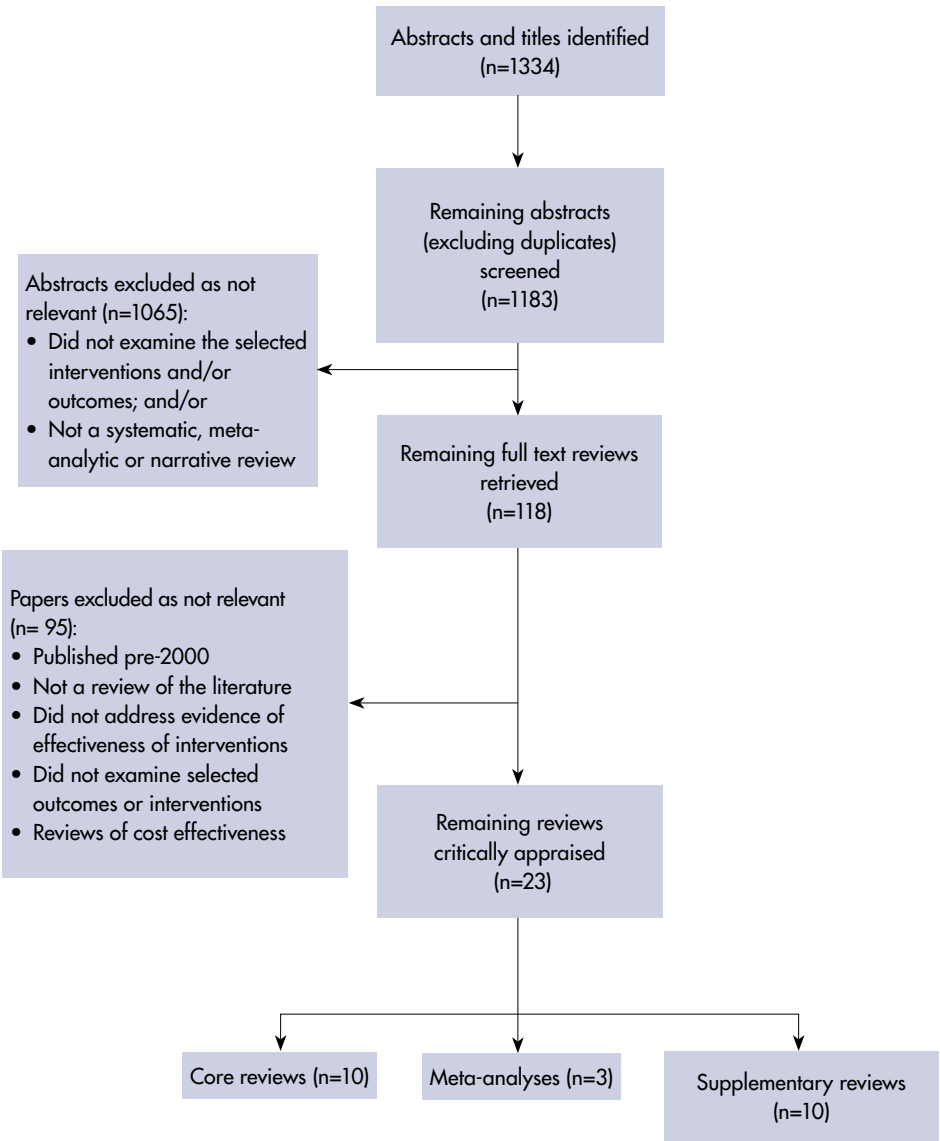 Abstracts and titles identified
(n=1334)
Remaining abstracts
(excluding duplicates)
screened
(n=1183)
Abstracts excluded as not
relevant (n=1065):
• Did not examine the selected
interventions and/or
outcomes; and/or
• Not a systematic, meta-
analytic or narrative review
Remaining full text reviews
retrieved
(n=118)
Papers excluded as not relevant
(n= 95):
• Published pre-2000
• Not a review of the literature
• Did not address evidence of
effectiveness of interventions
• Did not examine selected
outcomes or interventions
• Reviews of cost effectiveness
Remaining reviews
critically appraised
(n=23)
Core reviews (n=10)
Meta-analyses (n=3)
Supplementary reviews
(n=10)